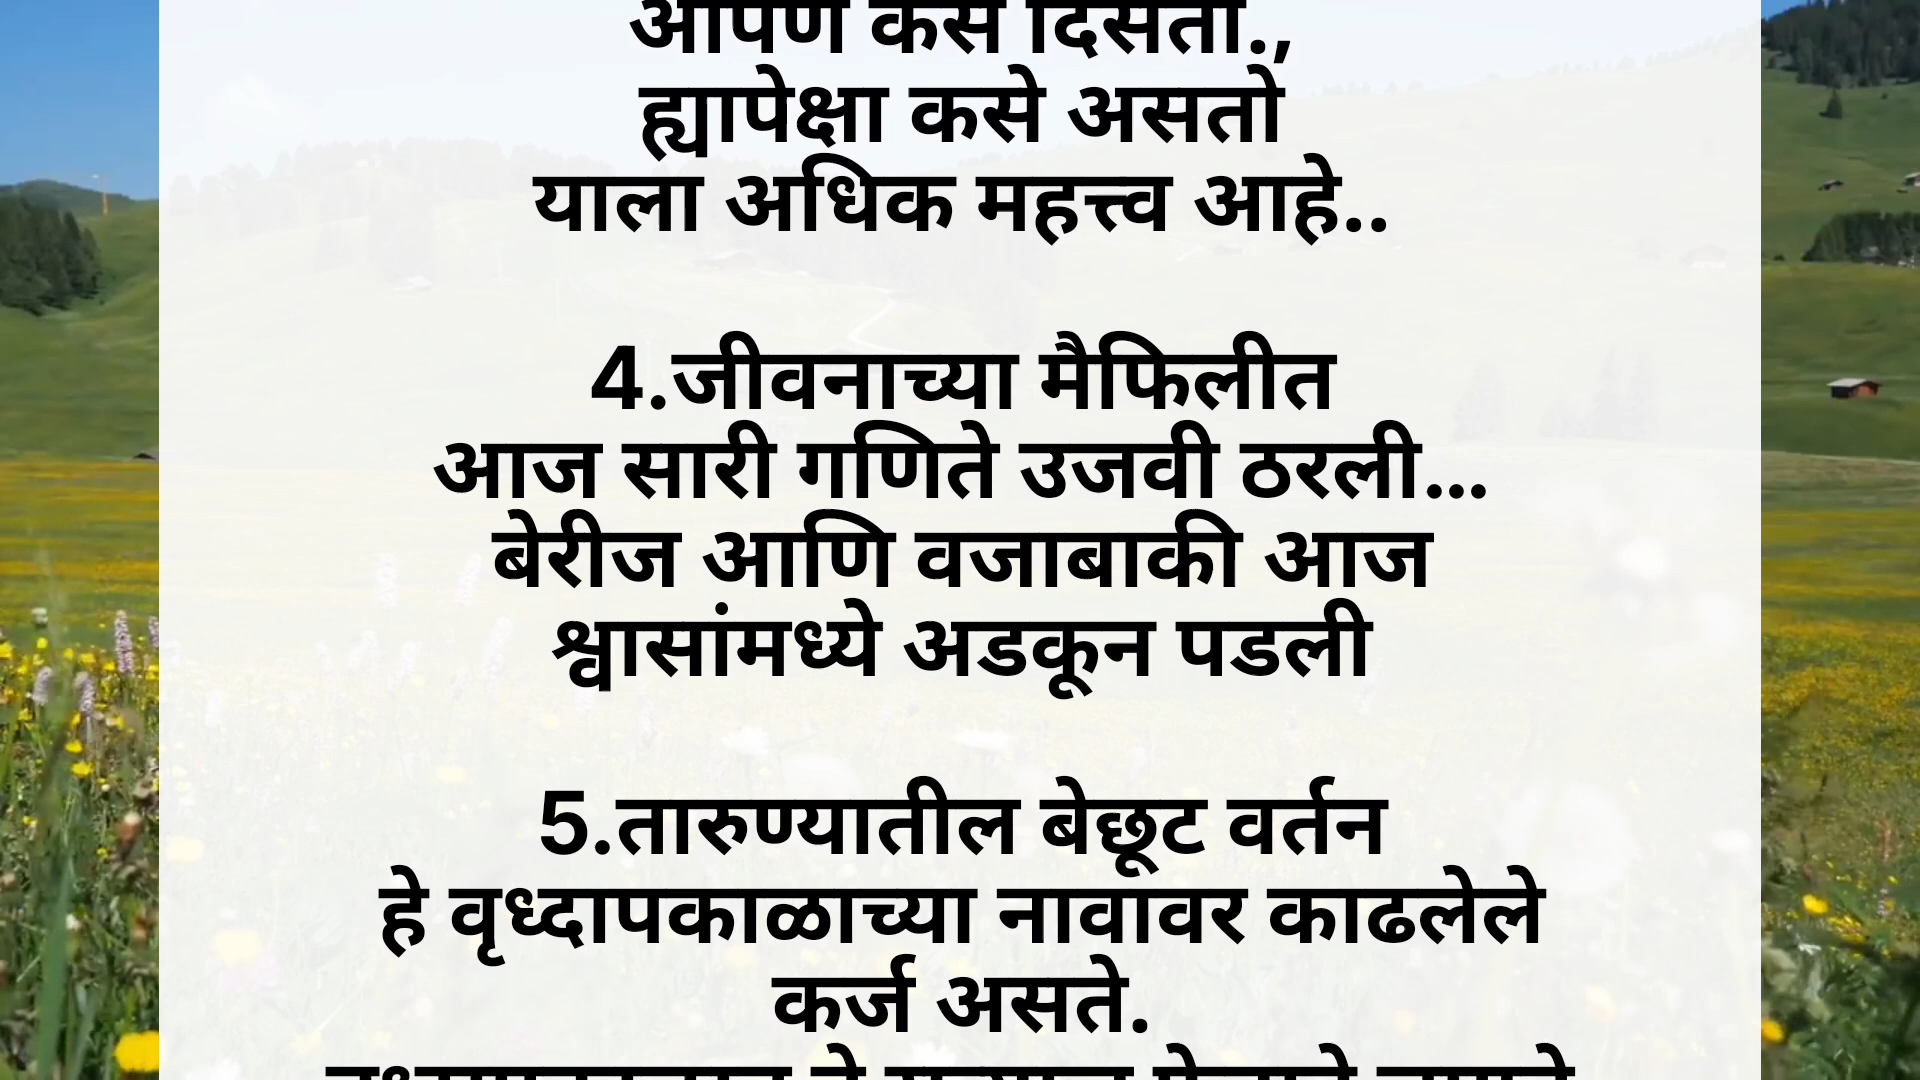 आपण कसे दिसतो.,
ह्यापेक्षा कसे असतो
याला अधिक महत्त्व आहे..
4.जीवनाच्या मैफिलीत
आज सारी गणिते उजवी ठरली...
बेरीज आणि वजाबाकी आज
श्वासांमध्ये अडकून पडली
5.तारुण्यातील बेछूट वर्तन
हे वृध्दापकाळाच्या नावावर काढलेले
कर्ज असते.